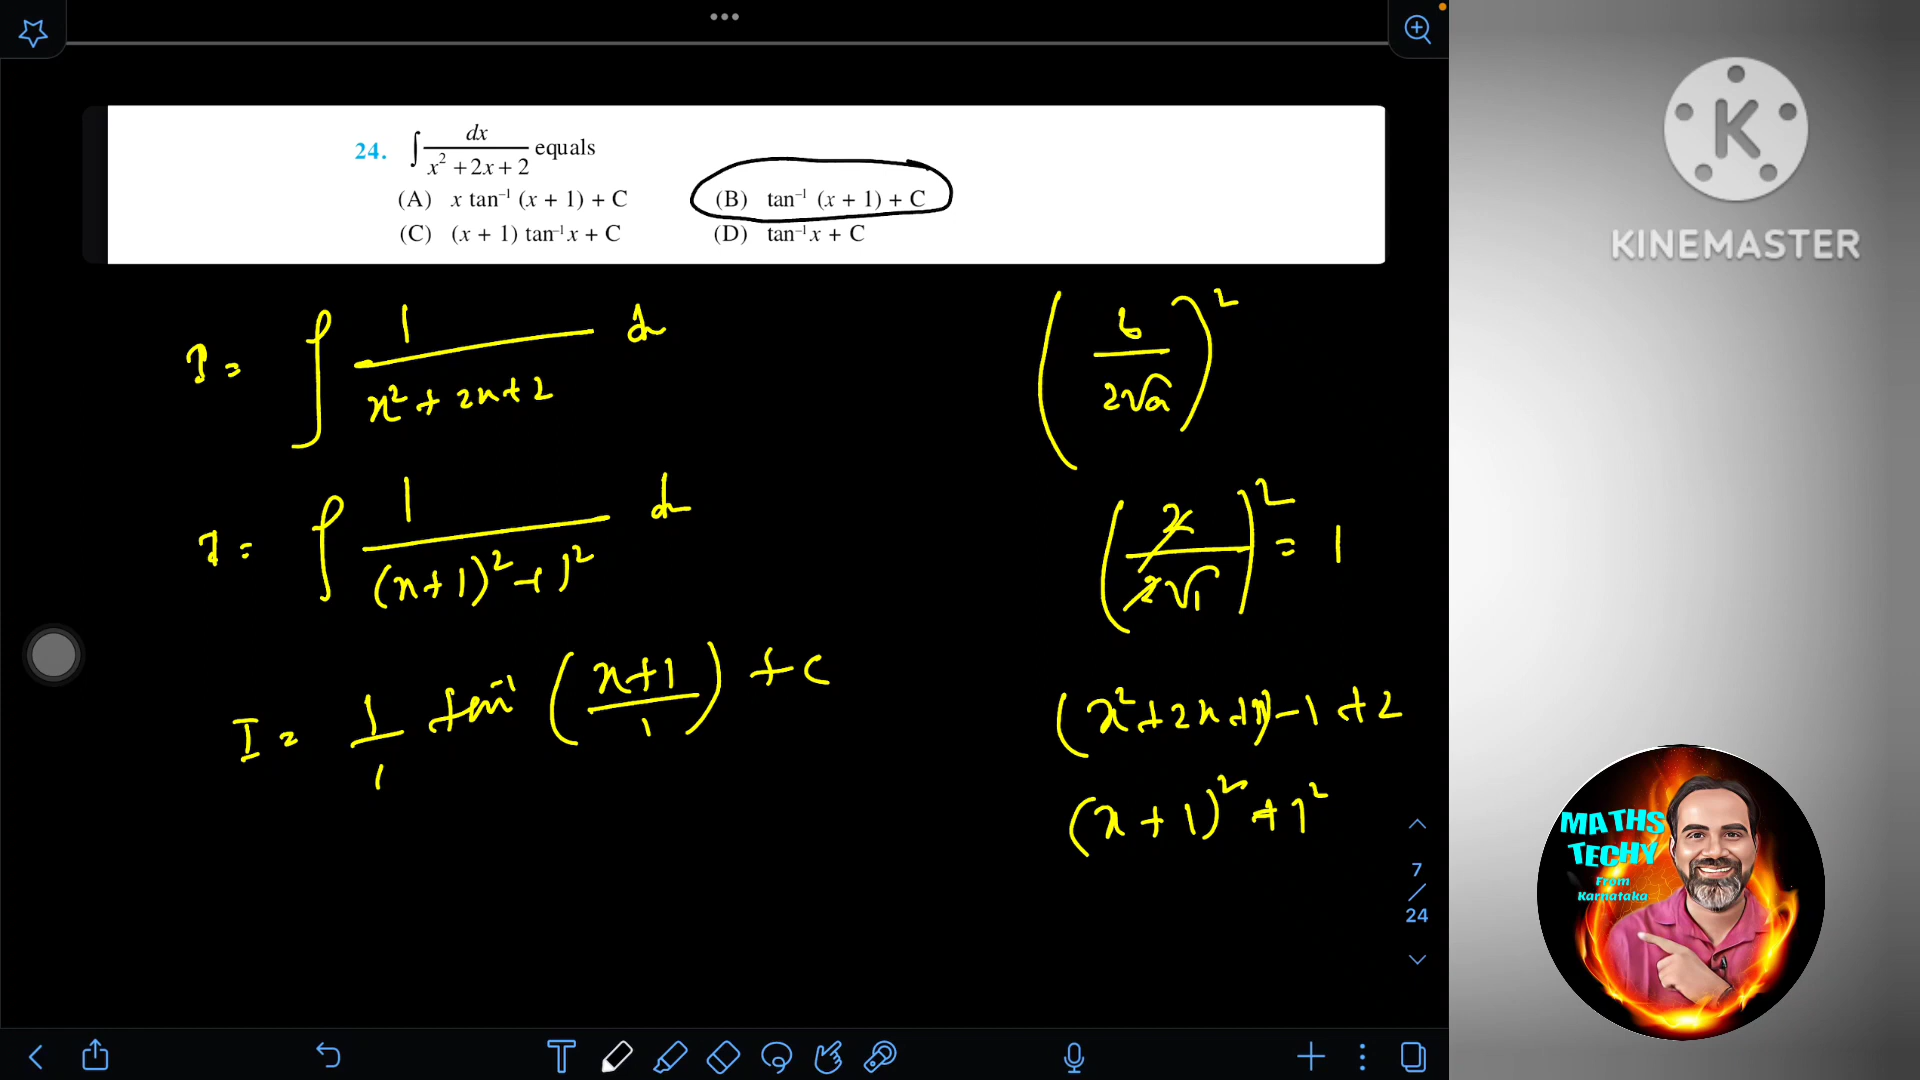 24. ∫ dx / (x² + 2x + 2) equals
(A) x tan⁻¹ (x + 1) + C (B) tan⁻¹ (x + 1) + C
(C) (x + 1) tan⁻¹x + C (D) tan⁻¹x + C
I = ∫ 1 / (x² + 2x + 2) dx
I = ∫ 1 / ((x+1)² + 1²) dx
I = 1/1 tan⁻¹ ((x+1)/1) + c
(b / 2√a)²
(2 / 2√1)² = 1
(x² + 2x + 1) - 1 + 2
(x + 1)² + 1²
7
/
24
T
K
KINEMASTER
MATHS
TECHY
From
Karnataka